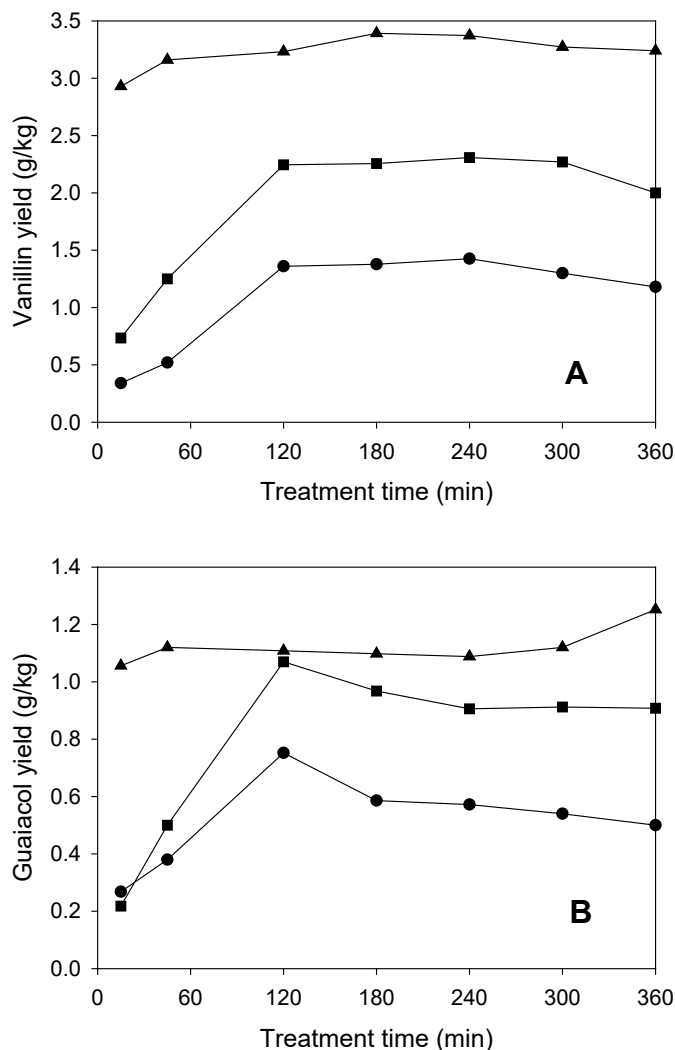 3.5
3.0
2.5
2.0
1.5
1.0
0.5
0.0
Vanillin yield (g/kg)
A
0 60 120 180 240 300 360
Treatment time (min)
1.4
1.2
1.0
0.8
0.6
0.4
0.2
0.0
Guaiacol yield (g/kg)
B
0 60 120 180 240 300 360
Treatment time (min)